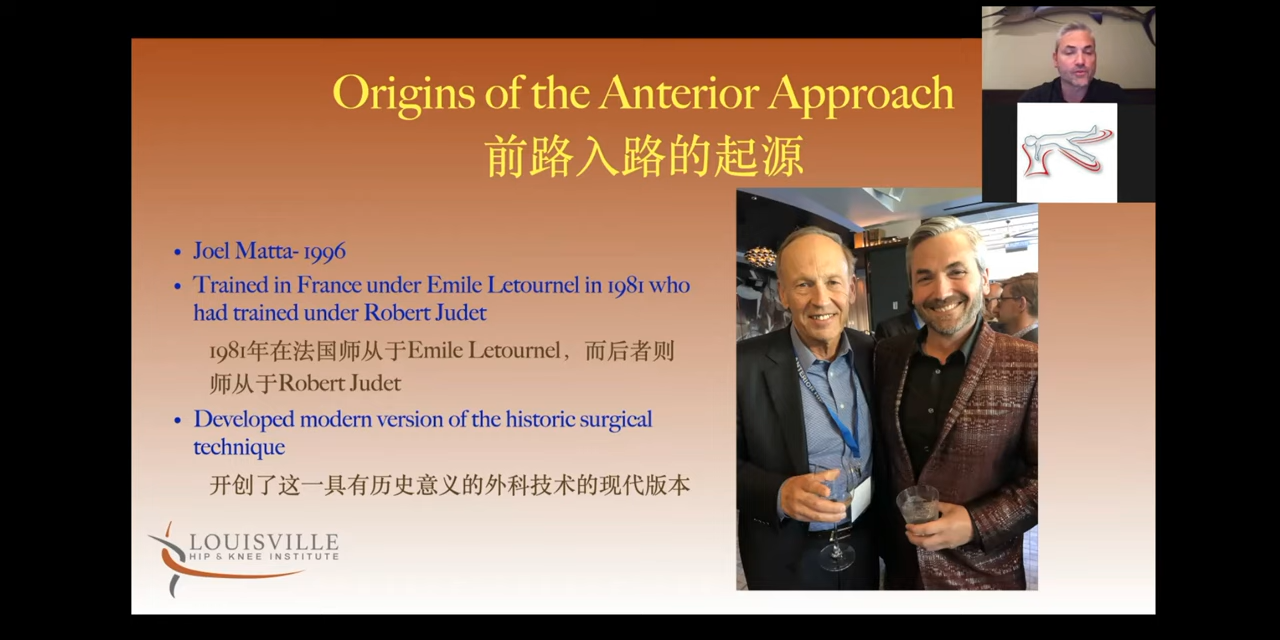 Origins of the Anterior Approach
前路入路的起源
• Joel Matta- 1996
• Trained in France under Emile Letournel in 1981 who
had trained under Robert Judet
1981年在法国师从于Emile Letournel，而后者则
师从于Robert Judet
• Developed modern version of the historic surgical
technique
开创了这一具有历史意义的外科技术的现代版本
LOUISVILLE
HIP & KNEE INSTITUTE